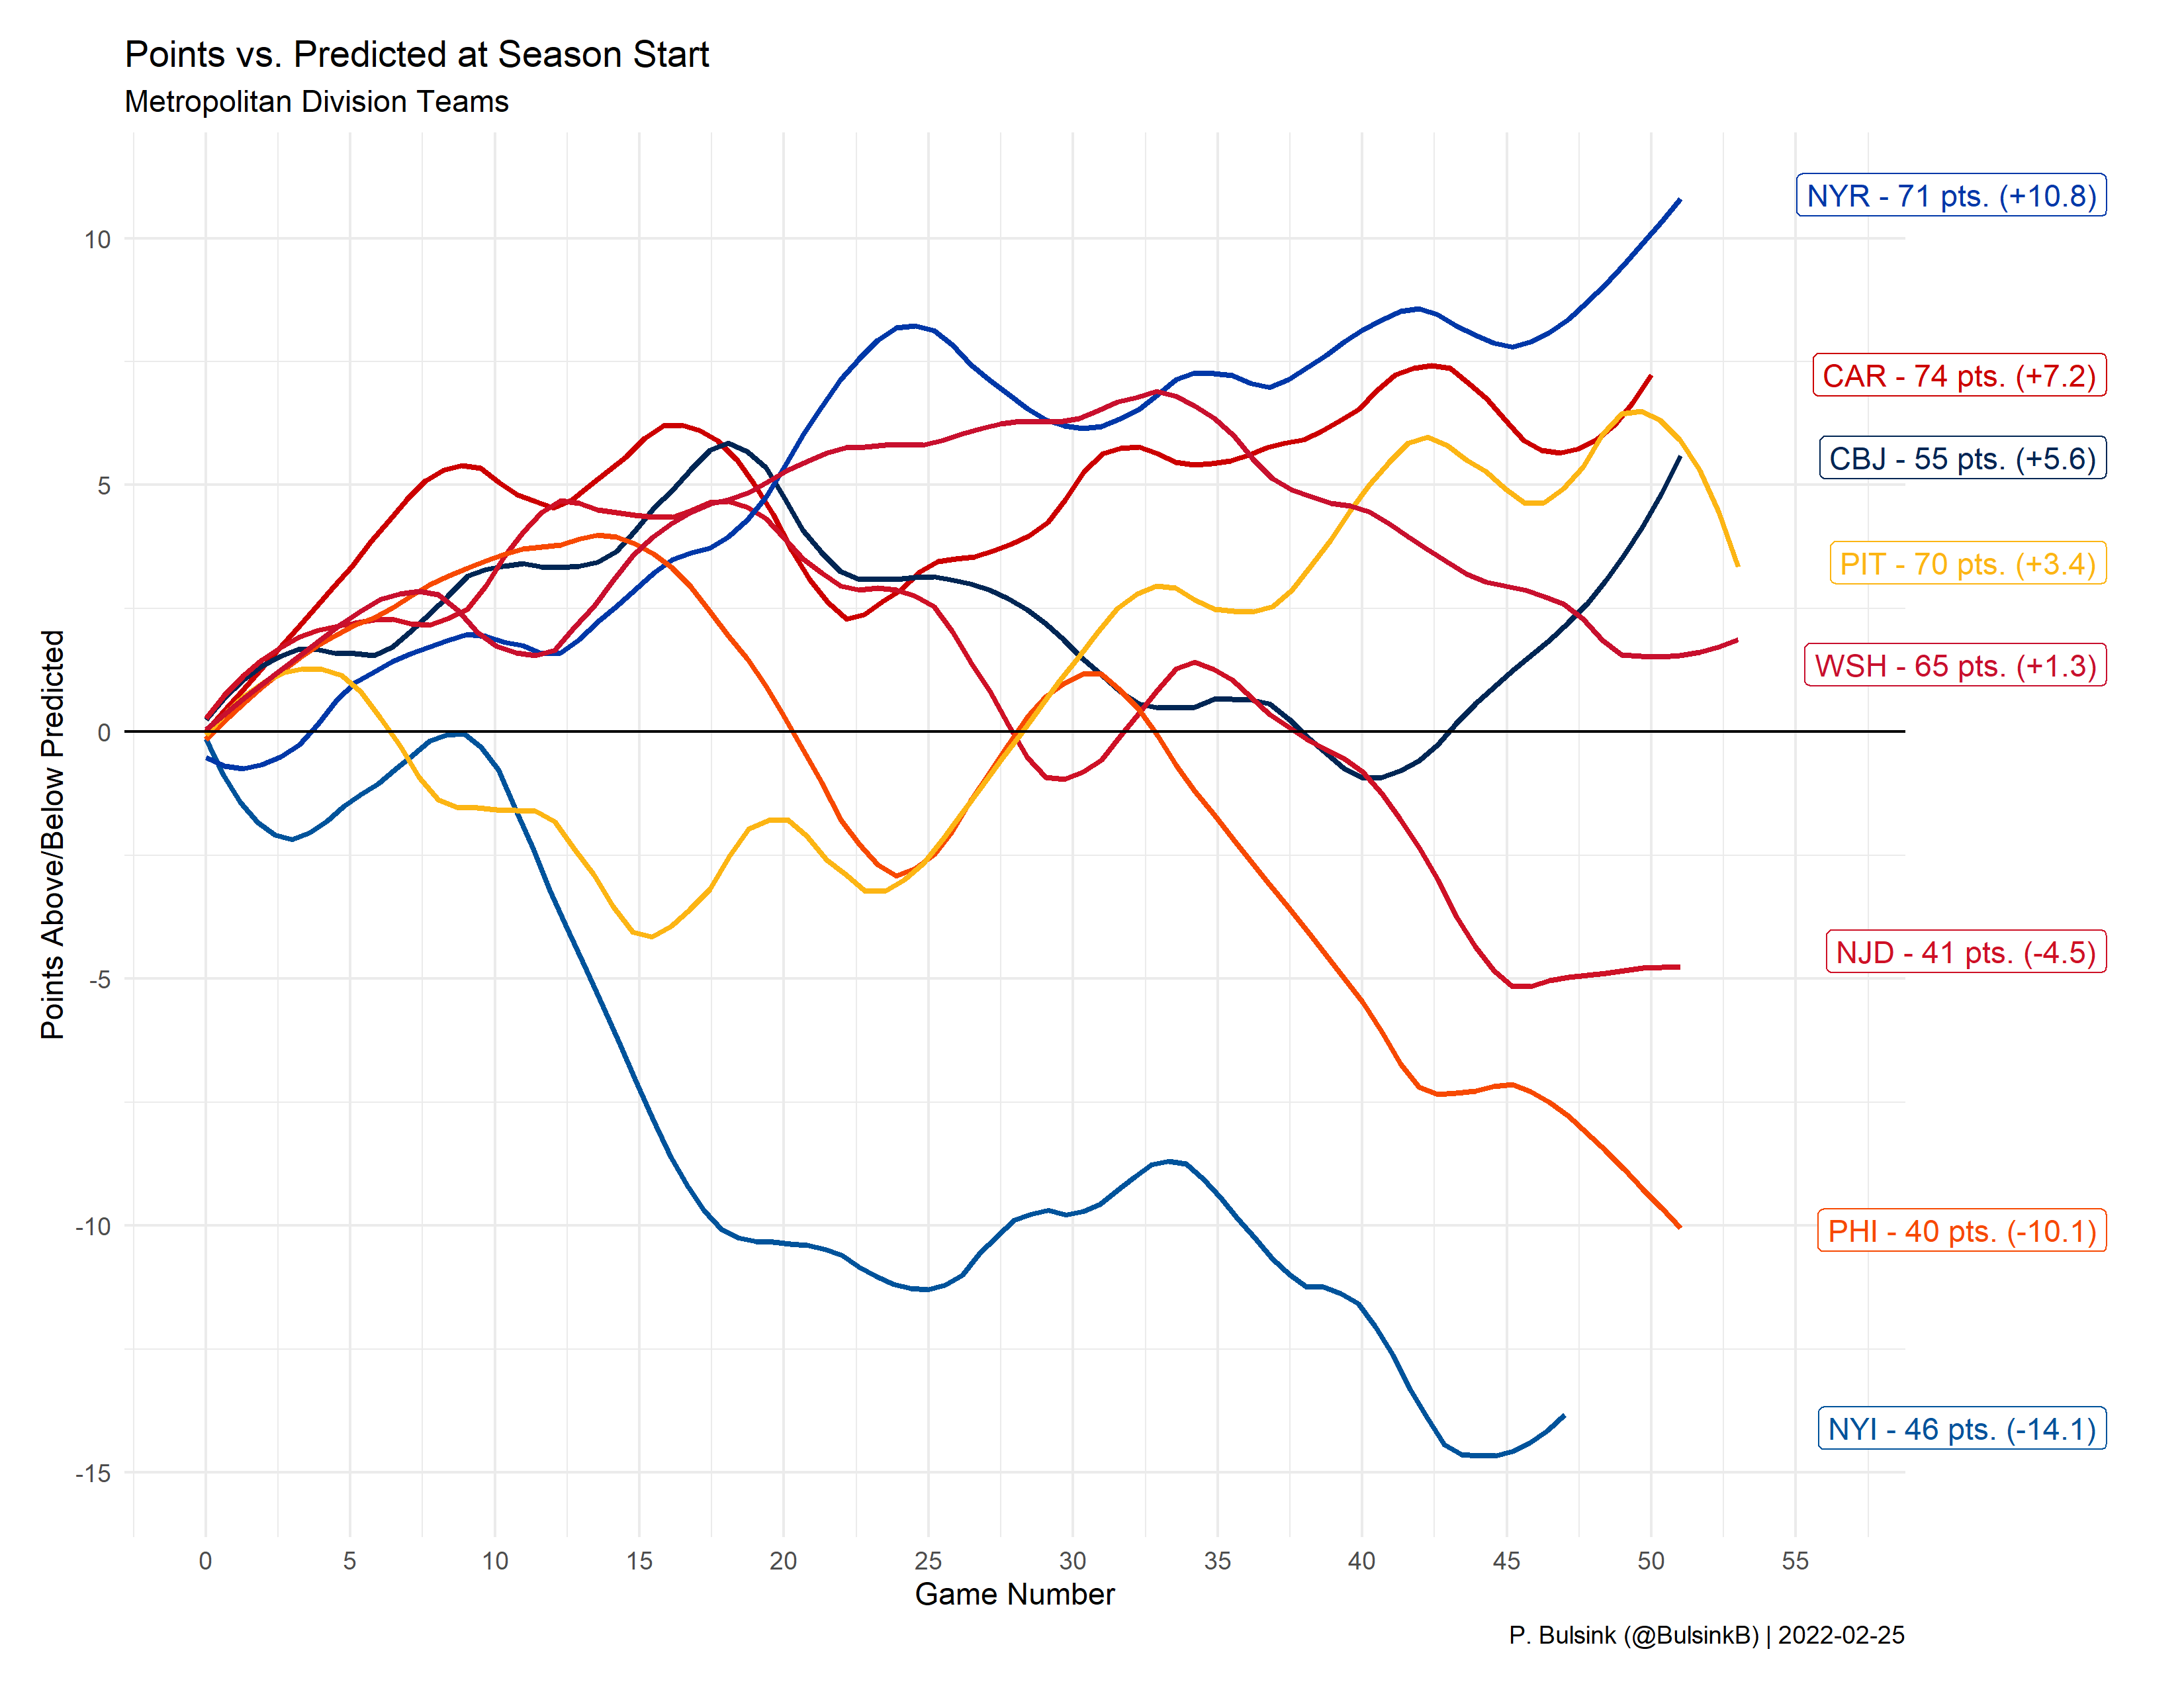 Points vs. Predicted at Season Start
Metropolitan Division Teams
Points Above/Below Predicted
10
5
0
-5
-10
-15
NYR - 71 pts. (+10.8)
CAR - 74 pts. (+7.2)
CBJ - 55 pts. (+5.6)
PIT - 70 pts. (+3.4)
WSH - 65 pts. (+1.3)
NJD - 41 pts. (-4.5)
PHI - 40 pts. (-10.1)
NYI - 46 pts. (-14.1)
0 5 10 15 20 25 30 35 40 45 50 55
Game Number
P. Bulsink (@BulsinkB) | 2022-02-25